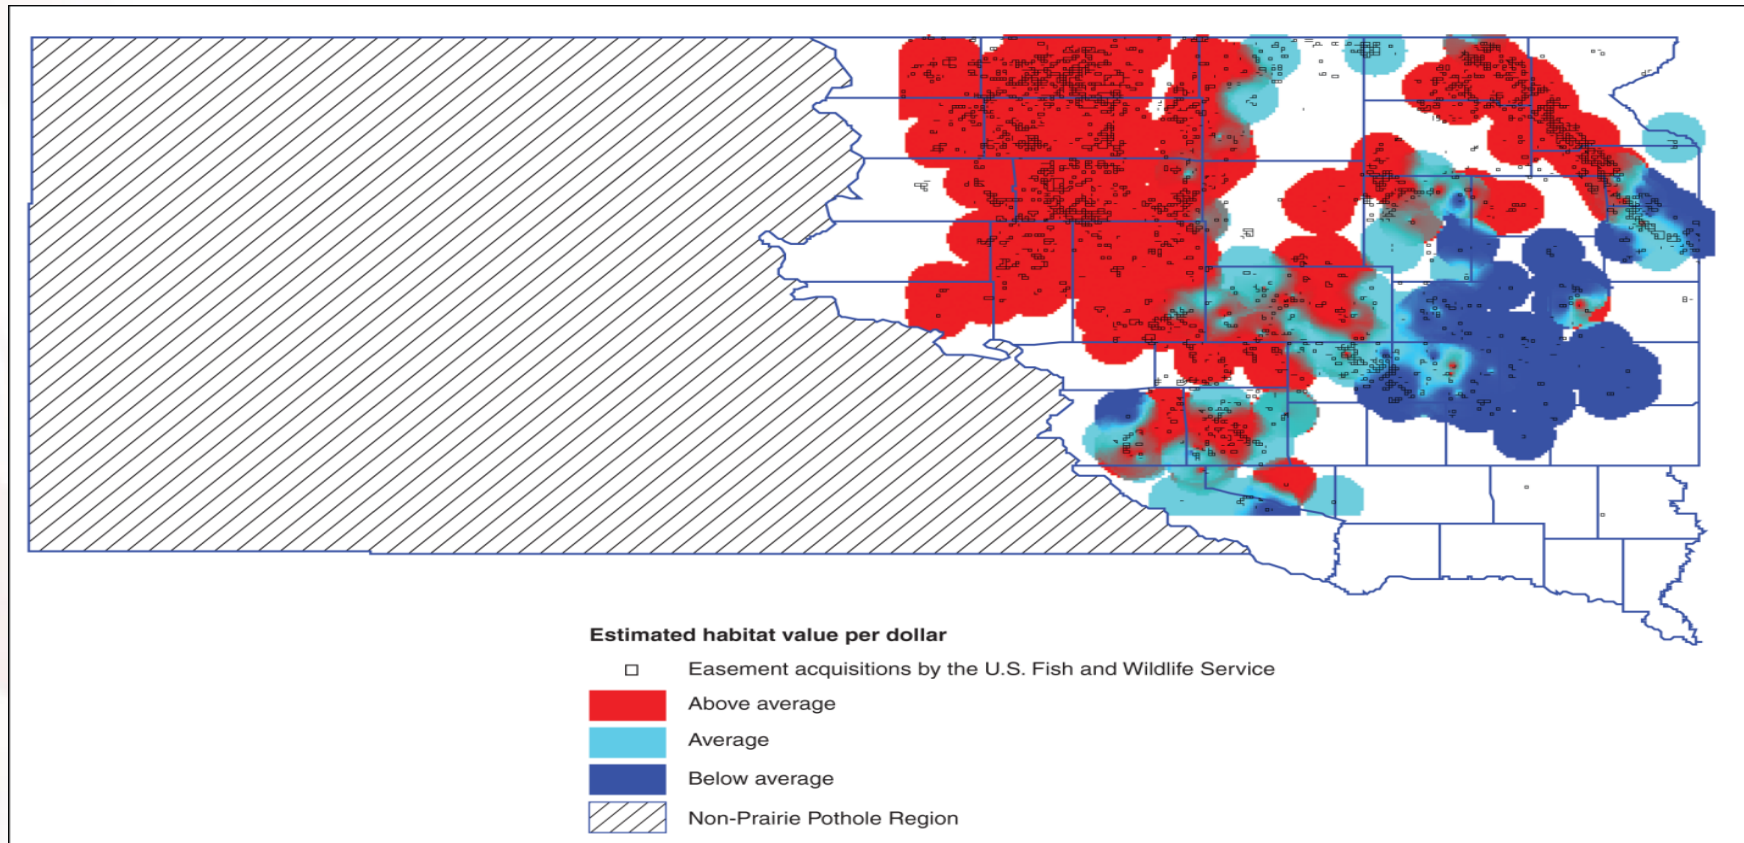 Estimated habitat value per dollar
Easement acquisitions by the U.S. Fish and Wildlife Service
Above average
Average
Below average
Non-Prairie Pothole Region